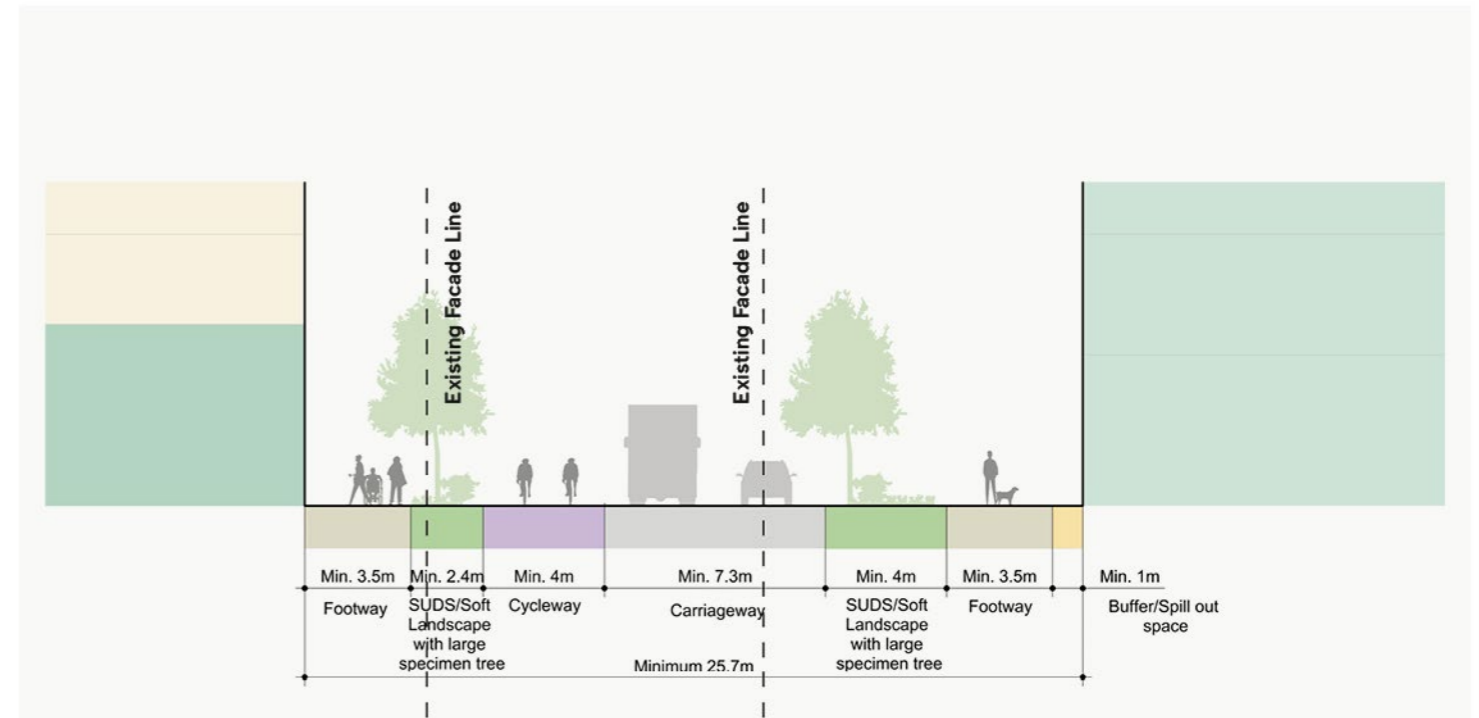 Existing Facade Line
Existing Facade Line
Min. 3.5m
Min. 2.4m
Min. 4m
Min. 7.3m
Min. 4m
Min. 3.5m
Min. 1m
Footway
SUDS/Soft
Landscape
with large
specimen tree
Cycleway
Carriageway
SUDS/Soft
Landscape
with large
specimen tree
Footway
Buffer/Spill out
space
Minimum 25.7m